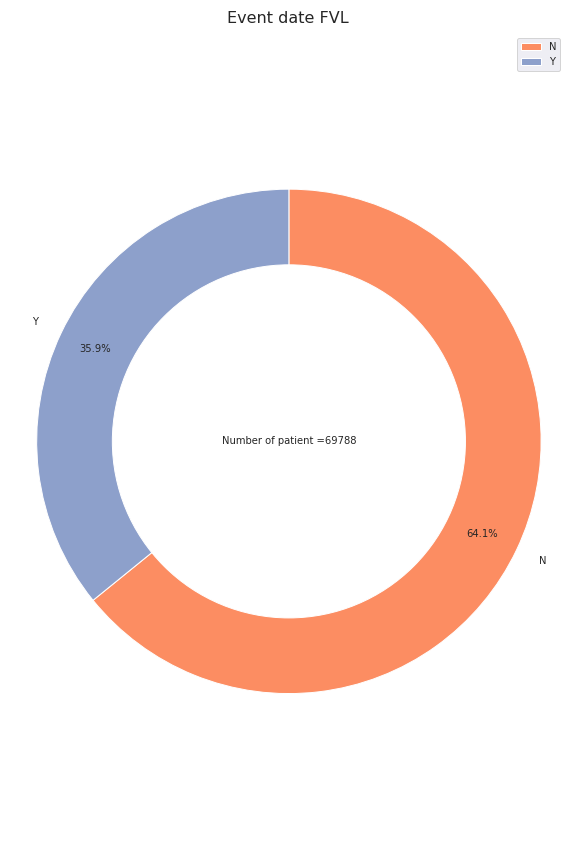 Event date FVL
N
Y
Y
35.9%
Number of patient =69788
64.1%
N